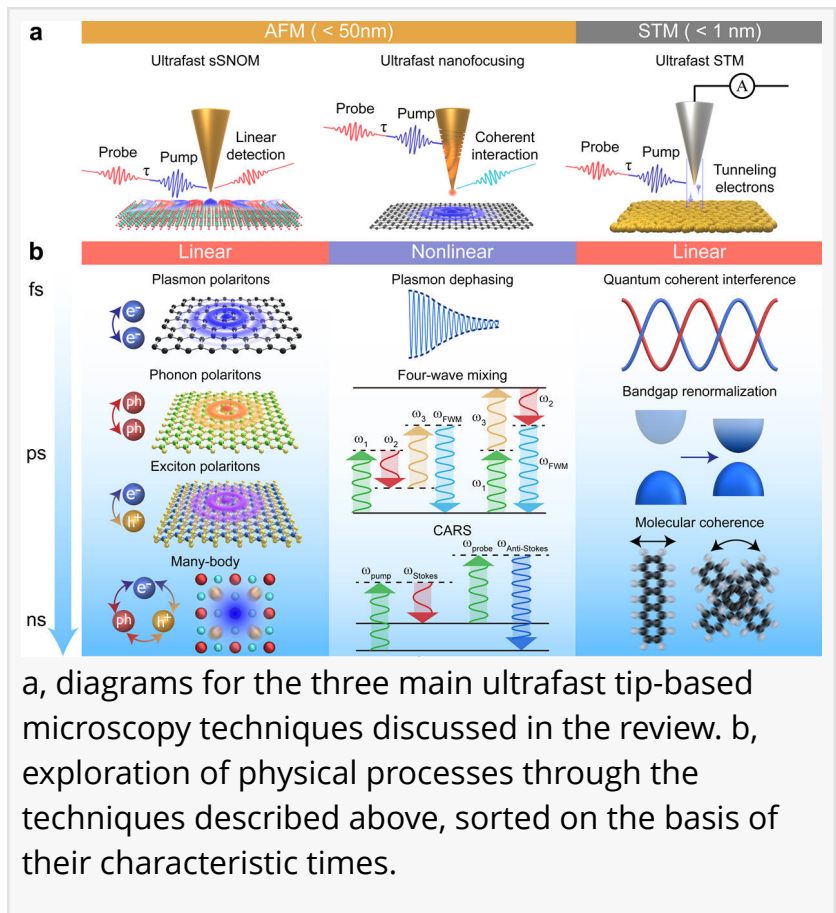 a
AFM ( < 50nm)
STM ( < 1 nm)
Ultrafast sSNOM
Ultrafast nanofocusing
Ultrafast STM
A
Probe
τ
Pump
Linear
detection
Probe
τ
Pump
Coherent
interaction
Probe
τ
Pump
Tunneling
electrons
b
Linear
Nonlinear
Linear
fs
ps
ns
Plasmon polaritons
e⁻
e⁻
Phonon polaritons
ph
ph
Exciton polaritons
e⁻
h⁺
Many-body
e⁻
ph
h⁺
Plasmon dephasing
Four-wave mixing
ω₁
ω₂
ω₃
ω_FWM
ω₃
ω₂
ω₁
ω_FWM
CARS
ω_pump
ω_Stokes
ω_probe
ω_Anti-Stokes
Quantum coherent interference
Bandgap renormalization
Molecular coherence
a, diagrams for the three main ultrafast tip-based
microscopy techniques discussed in the review. b,
exploration of physical processes through the
techniques described above, sorted on the basis of
their characteristic times.